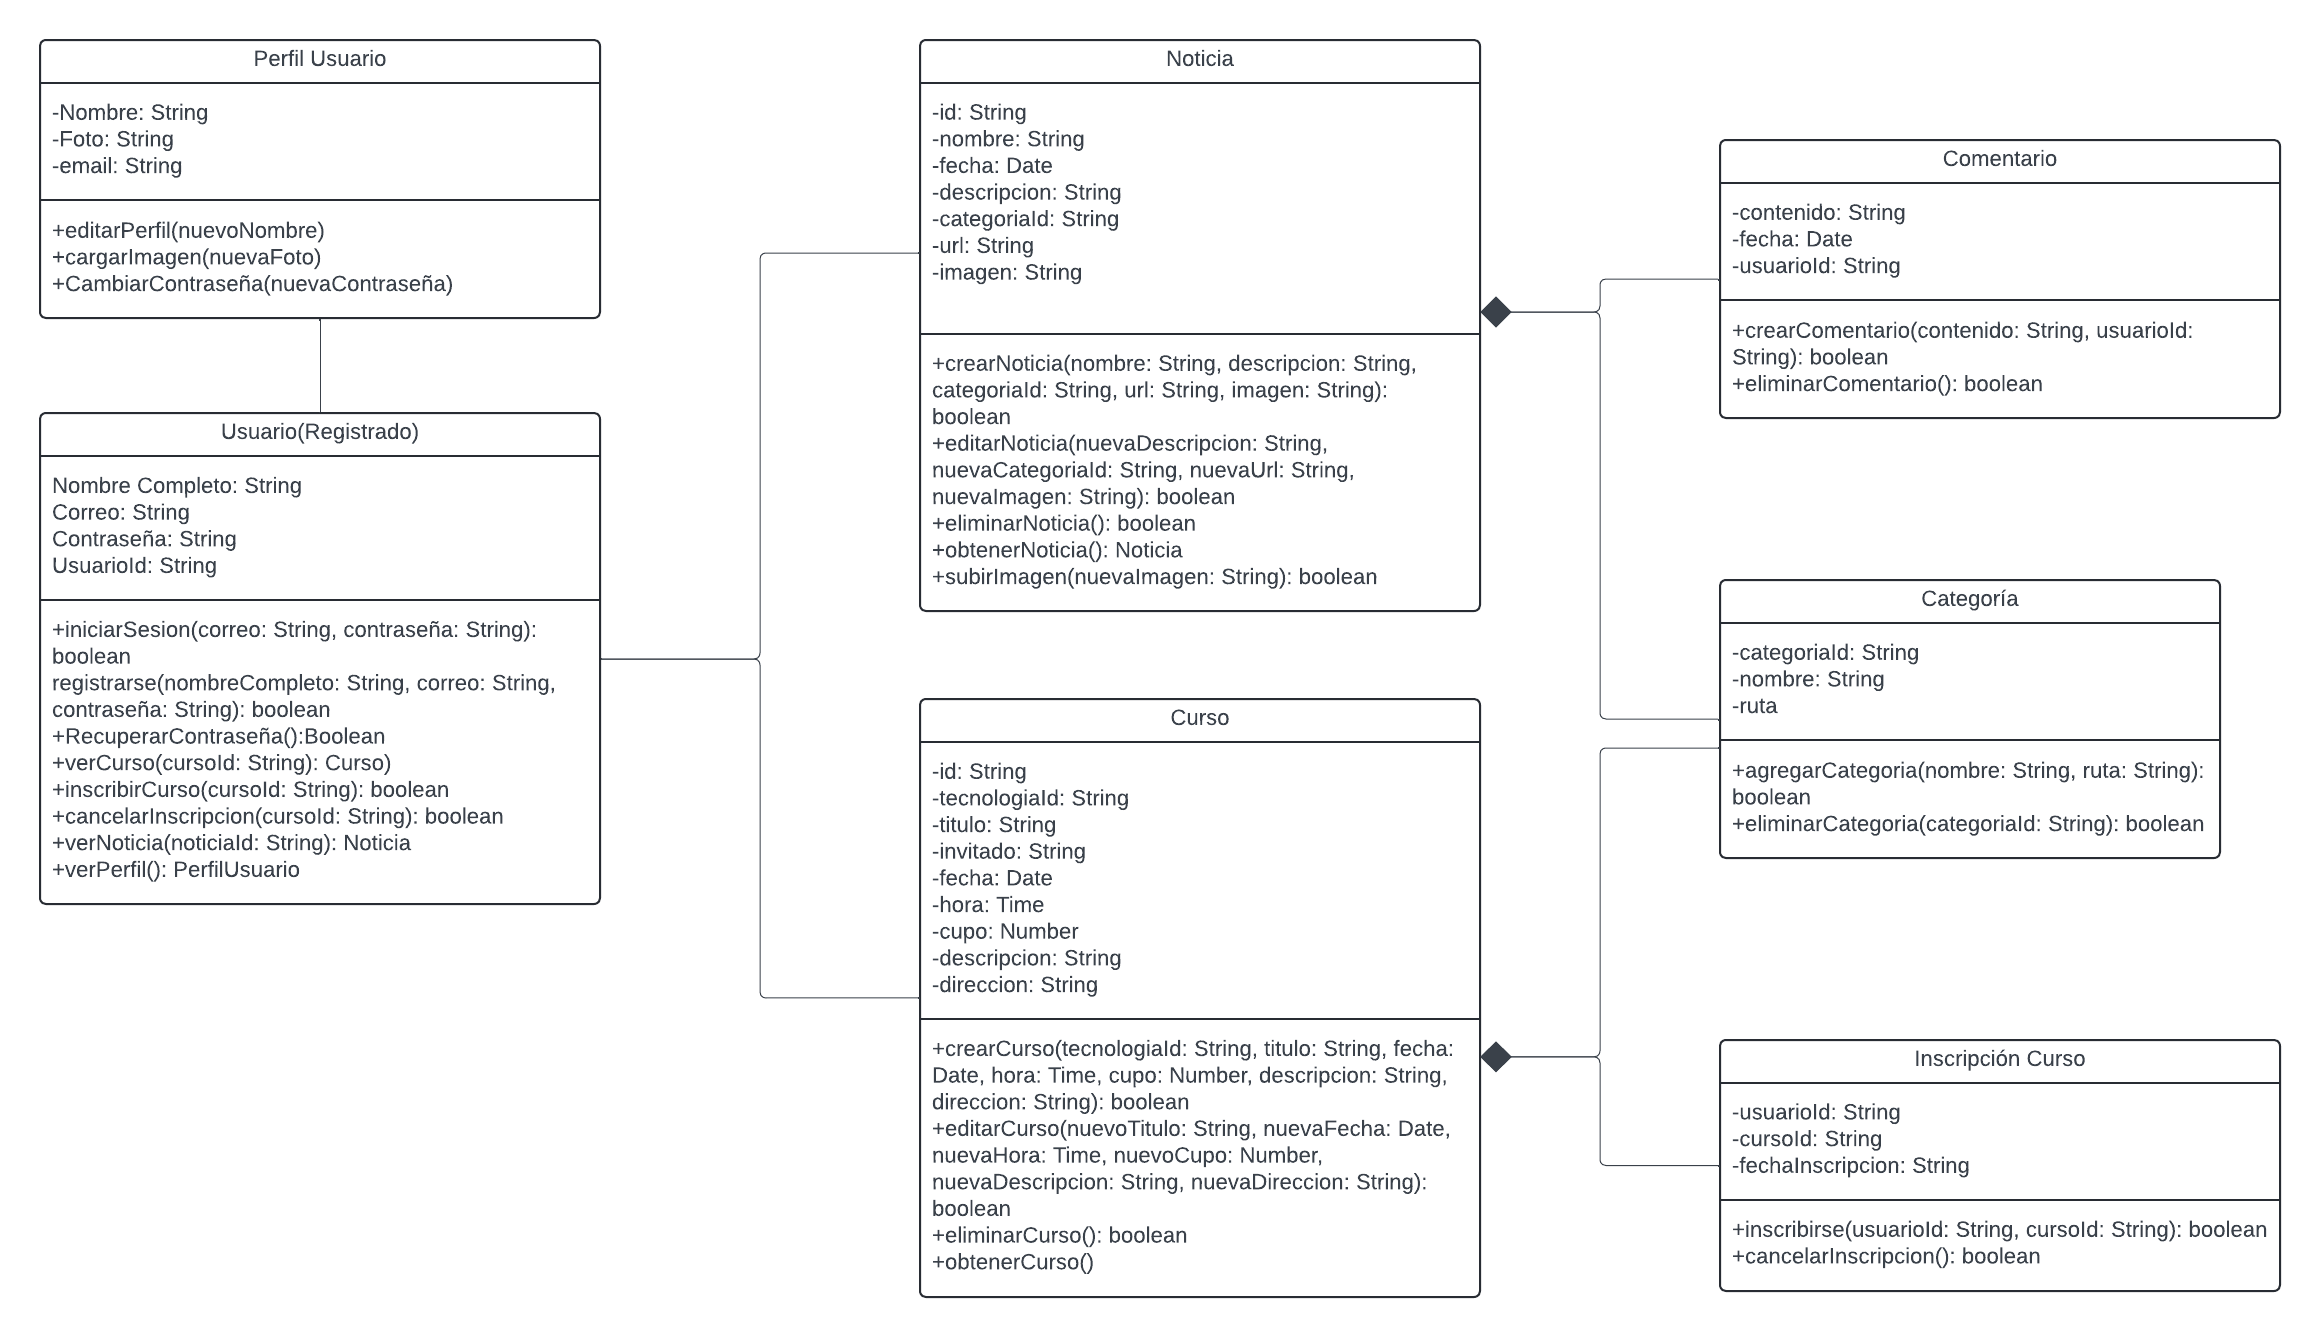 Perfil Usuario
-Nombre: String
-Foto: String
-email: String
+editarPerfil(nuevoNombre)
+cargarImagen(nuevaFoto)
+CambiarContraseña(nuevaContraseña)
Usuario(Registrado)
Nombre Completo: String
Correo: String
Contraseña: String
UsuarioId: String
+iniciarSesion(correo: String, contraseña: String):
boolean
registrarse(nombreCompleto: String, correo: String,
contraseña: String): boolean
+RecuperarContraseña():Boolean
+verCurso(cursoId: String): Curso)
+inscribirCurso(cursoId: String): boolean
+cancelarInscripcion(cursoId: String): boolean
+verNoticia(noticiaId: String): Noticia
+verPerfil(): PerfilUsuario
Noticia
-id: String
-nombre: String
-fecha: Date
-descripcion: String
-categoriaId: String
-url: String
-imagen: String
+crearNoticia(nombre: String, descripcion: String,
categoriaId: String, url: String, imagen: String):
boolean
+editarNoticia(nuevaDescripcion: String,
nuevaCategoriaId: String, nuevaUrl: String,
nuevaImagen: String): boolean
+eliminarNoticia(): boolean
+obtenerNoticia(): Noticia
+subirImagen(nuevaImagen: String): boolean
Curso
-id: String
-tecnologiaId: String
-titulo: String
-invitado: String
-fecha: Date
-hora: Time
-cupo: Number
-descripcion: String
-direccion: String
+crearCurso(tecnologiaId: String, titulo: String, fecha:
Date, hora: Time, cupo: Number, descripcion: String,
direccion: String): boolean
+editarCurso(nuevoTitulo: String, nuevaFecha: Date,
nuevaHora: Time, nuevoCupo: Number,
nuevaDescripcion: String, nuevaDireccion: String):
boolean
+eliminarCurso(): boolean
+obtenerCurso()
Comentario
-contenido: String
-fecha: Date
-usuarioId: String
+crearComentario(contenido: String, usuarioId:
String): boolean
+eliminarComentario(): boolean
Categoría
-categoriaId: String
-nombre: String
-ruta
+agregarCategoria(nombre: String, ruta: String):
boolean
+eliminarCategoria(categoriaId: String): boolean
Inscripción Curso
-usuarioId: String
-cursoId: String
-fechaInscripcion: String
+inscribirse(usuarioId: String, cursoId: String): boolean
+cancelarInscripcion(): boolean